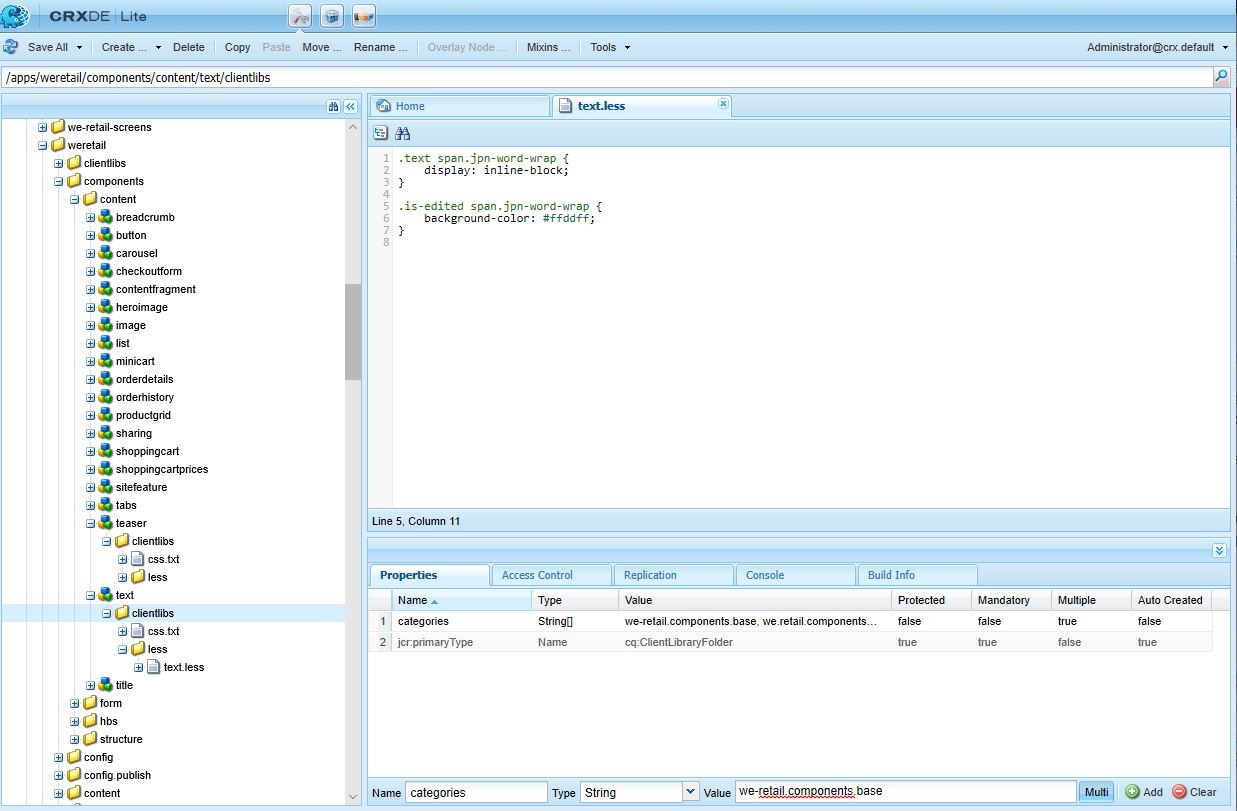 CRXDE | Lite
Save All Create ... Delete Copy Paste Move ... Rename ... Overlay Node ... Mixins ... Tools Administrator@crx.default
/apps/weretail/components/content/text/clientlibs
we-retail-screens
weretail
clientlibs
components
content
breadcrumb
button
carousel
checkoutform
contentfragment
heroimage
image
list
minicart
orderdetails
orderhistory
productgrid
sharing
shoppingcart
shoppingcartprices
sitefeature
tabs
teaser
clientlibs
css.txt
less
text
clientlibs
css.txt
less
text.less
title
form
hbs
structure
config
config.publish
content
Home text.less
1 .text span.jpn-word-wrap {
2 display: inline-block;
3 }
4
5 .is-edited span.jpn-word-wrap {
6 background-color: #ffddff;
7 }
8
Line 5, Column 11
Properties Access Control Replication Console Build Info
Name Type Value Protected Mandatory Multiple Auto Created
1 categories String[] we-retail.components.base, we.retail.components... false false true false
2 jcr:primaryType Name cq:ClientLibraryFolder true true false true
Name categories Type String Value we-retail.components.base Multi Add Clear